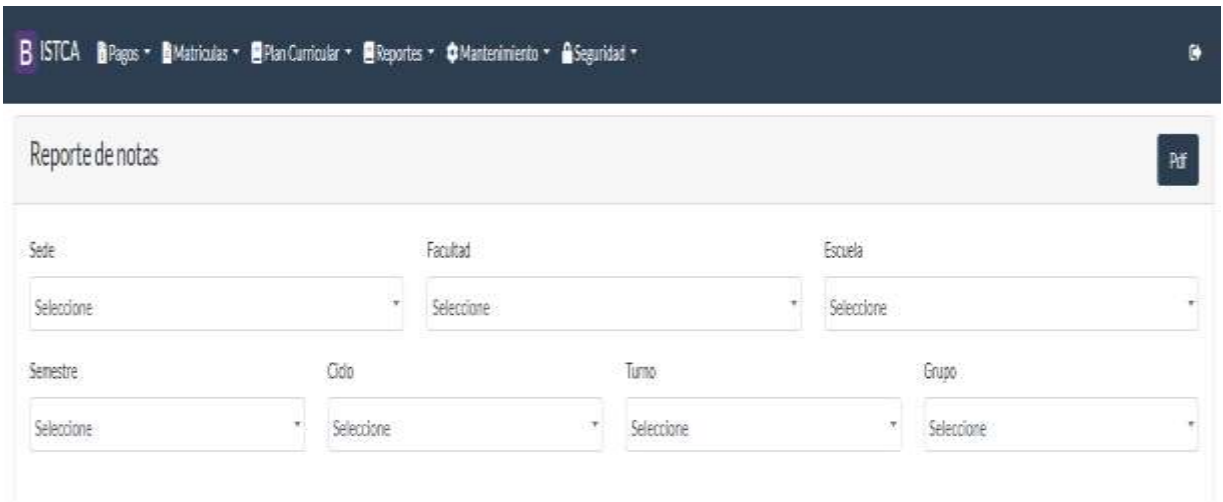 B ISTCA Pagos Matriculas Plan Curricular Reportes Mantenimiento Seguridad
Reporte de notas Pdf
Sede Facultad Escuela
Seleccione Seleccione Seleccione
Semestre Ciclo Turno Grupo
Seleccione Seleccione Seleccione Seleccione